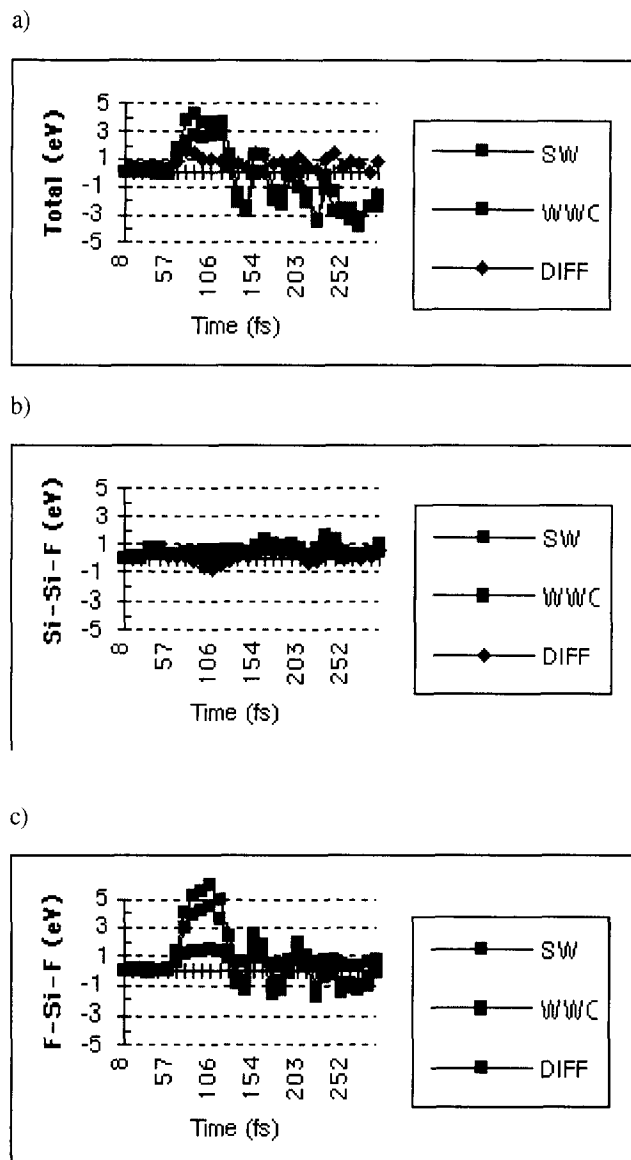 a)
Total (eV)
5
3
1
-1
-3
-5
8
57
106
154
203
252
Time (fs)
SW
WWC
DIFF
b)
Si-Si-F (eV)
5
3
1
-1
-3
-5
8
57
106
154
203
252
Time (fs)
SW
WWC
DIFF
c)
F-Si-F (eV)
5
3
1
-1
-3
-5
8
57
106
154
203
252
Time (fs)
SW
WWC
DIFF